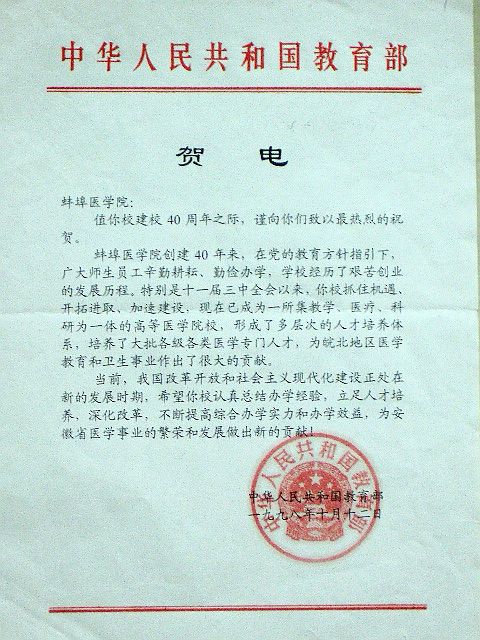 中华人民共和国教育部
贺 电
蚌埠医学院：
值你校建校 40 周年之际，谨向你们致以最热烈的祝
贺。
蚌埠医学院创建 40 年来，在党的教育方针指引下，
广大师生员工辛勤耕耘、勤俭办学，学校经历了艰苦创业
的发展历程。特别是十一届三中全会以来，你校抓住机遇、
开拓进取、加速建设，现在已成为一所集教学、医疗、科
研为一体的高等医学院校，形成了多层次的人才培养体
系，培养了大批各级各类医学专门人才，为皖北地区医学
教育和卫生事业作出了很大的贡献。
当前，我国改革开放和社会主义现代化建设正处在
新的发展时期，希望你校认真总结办学经验，立足人才培
养，深化改革，不断提高综合办学实力和办学效益，为安
徽省医学事业的繁荣和发展做出新的贡献！
中华人民共和国教育部
中华人民共和国教育部
一九九八年十月十二日